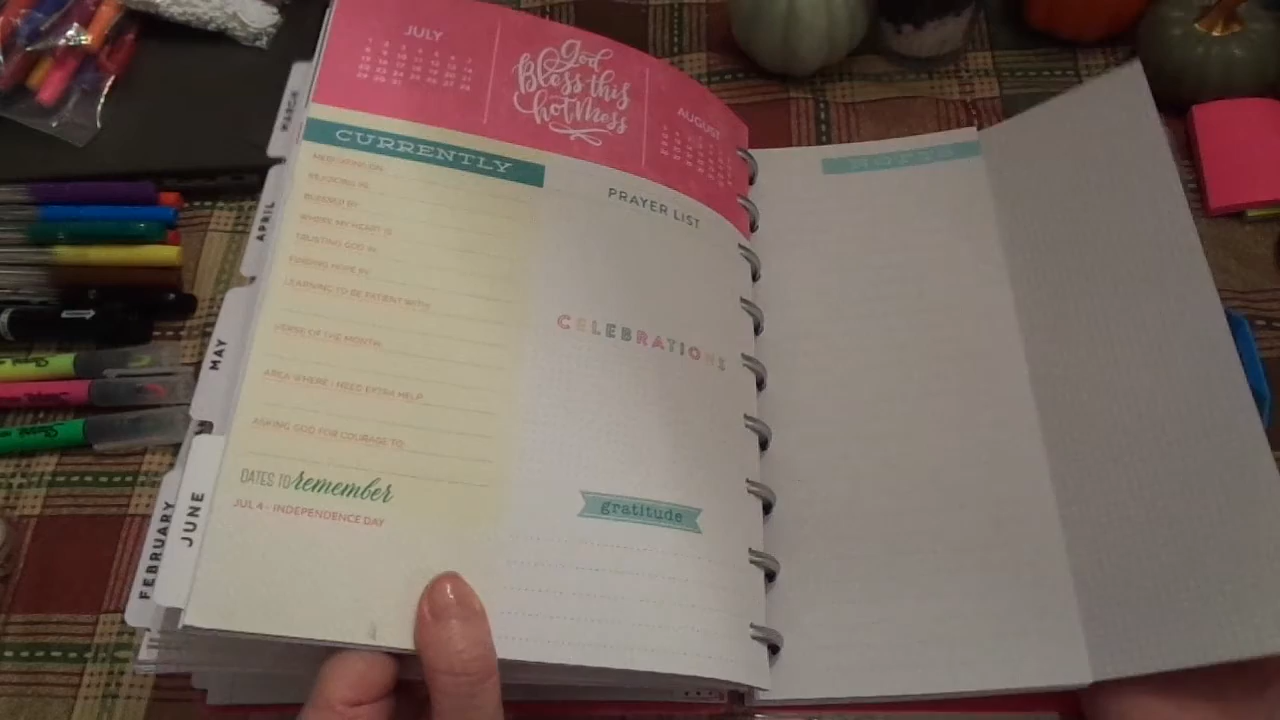 JULY
God
Bless this
hot Mess
AUGUST
CURRENTLY
MEDITATING ON:
REJOICING IN:
BLESSED BY:
WHERE MY HEART IS:
TRUSTING GOD IN:
FINDING HOPE IN:
LEARNING TO BE PATIENT WITH:
VERSE OF THE MONTH:
AREA WHERE I NEED EXTRA HELP:
ASKING GOD FOR COURAGE TO:
DATES TO remember
JUL 4 - INDEPENDENCE DAY
PRAYER LIST
CELEBRATIONS
gratitude
NOTES
MARCH
APRIL
MAY
JUNE
FEBRUARY